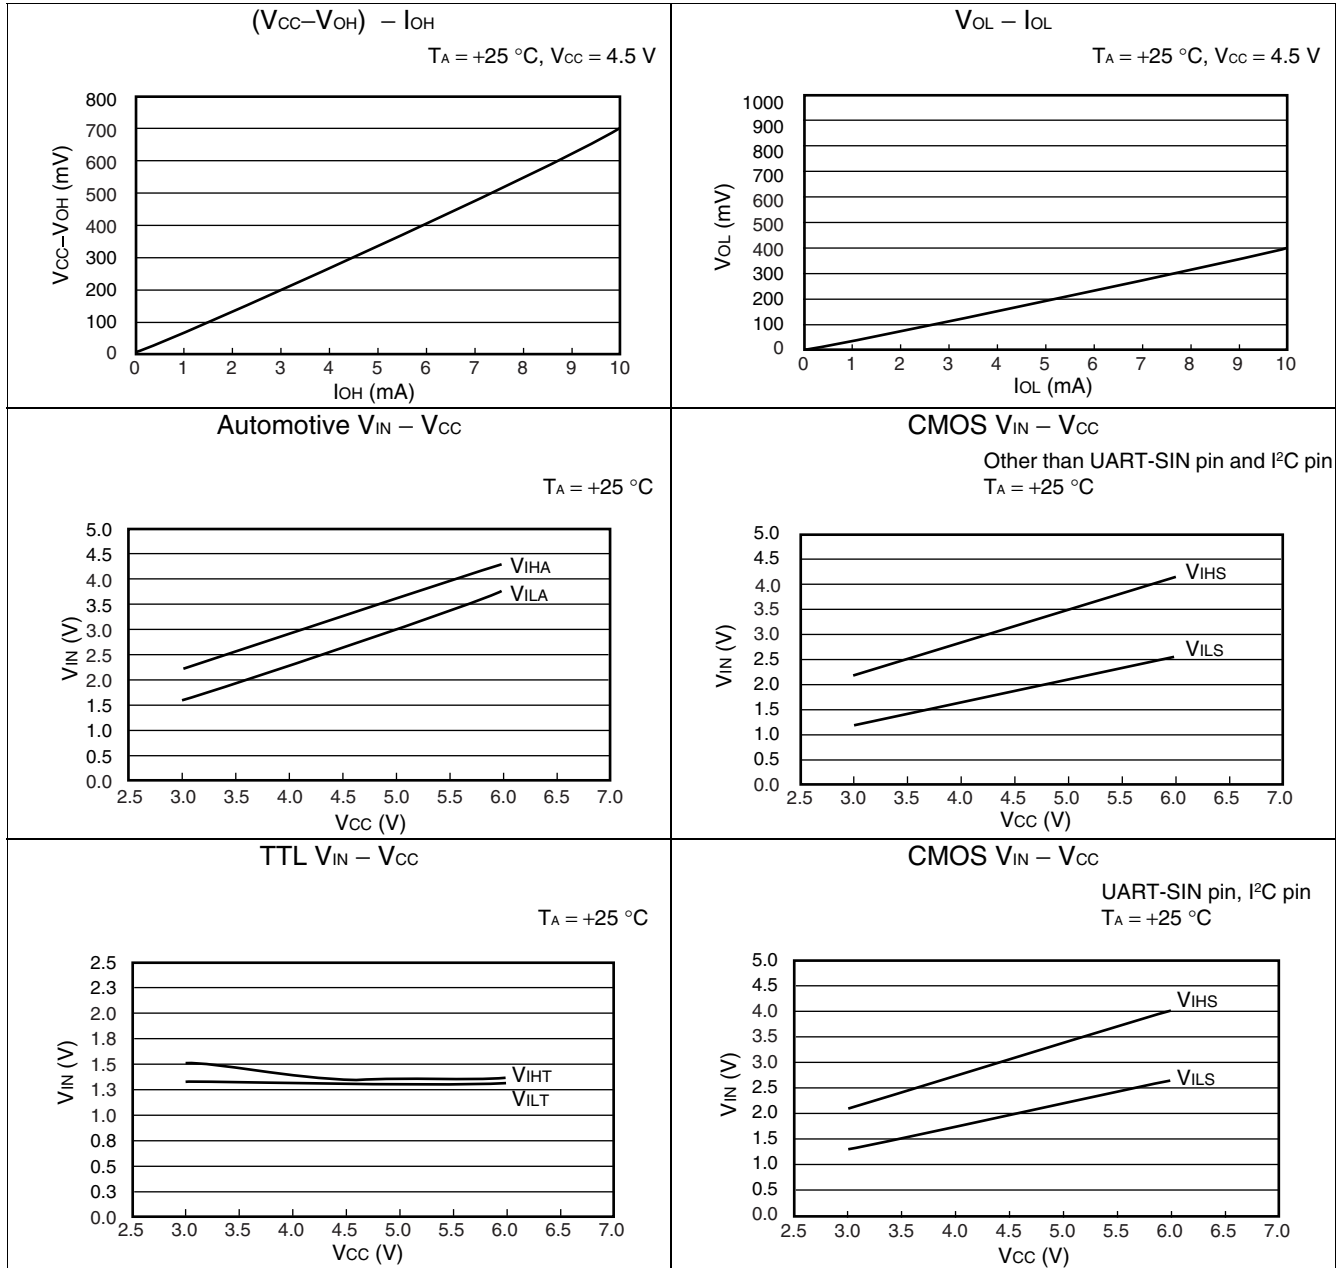 (VCC–VOH) – IOH
TA = +25 °C, VCC = 4.5 V
VCC–VOH (mV)
800
700
600
500
400
300
200
100
0
0 1 2 3 4 5 6 7 8 9 10
IOH (mA)
VOL – IOL
TA = +25 °C, VCC = 4.5 V
VOL (mV)
1000
900
800
700
600
500
400
300
200
100
0
0 1 2 3 4 5 6 7 8 9 10
IOL (mA)
Automotive VIN – VCC
TA = +25 °C
VIN (V)
5.0
4.5
4.0
3.5
3.0
2.5
2.0
1.5
1.0
0.5
0.0
VIHA
VILA
2.5 3.0 3.5 4.0 4.5 5.0 5.5 6.0 6.5 7.0
VCC (V)
CMOS VIN – VCC
Other than UART-SIN pin and I²C pin
TA = +25 °C
VIN (V)
5.0
4.5
4.0
3.5
3.0
2.5
2.0
1.5
1.0
0.5
0.0
VIHS
VILS
2.5 3.0 3.5 4.0 4.5 5.0 5.5 6.0 6.5 7.0
VCC (V)
TTL VIN – VCC
TA = +25 °C
VIN (V)
2.5
2.3
2.0
1.8
1.5
1.3
1.0
0.8
0.5
0.3
0.0
VIHT
VILT
2.5 3.0 3.5 4.0 4.5 5.0 5.5 6.0 6.5 7.0
VCC (V)
CMOS VIN – VCC
UART-SIN pin, I²C pin
TA = +25 °C
VIN (V)
5.0
4.5
4.0
3.5
3.0
2.5
2.0
1.5
1.0
0.5
0.0
VIHS
VILS
2.5 3.0 3.5 4.0 4.5 5.0 5.5 6.0 6.5 7.0
VCC (V)